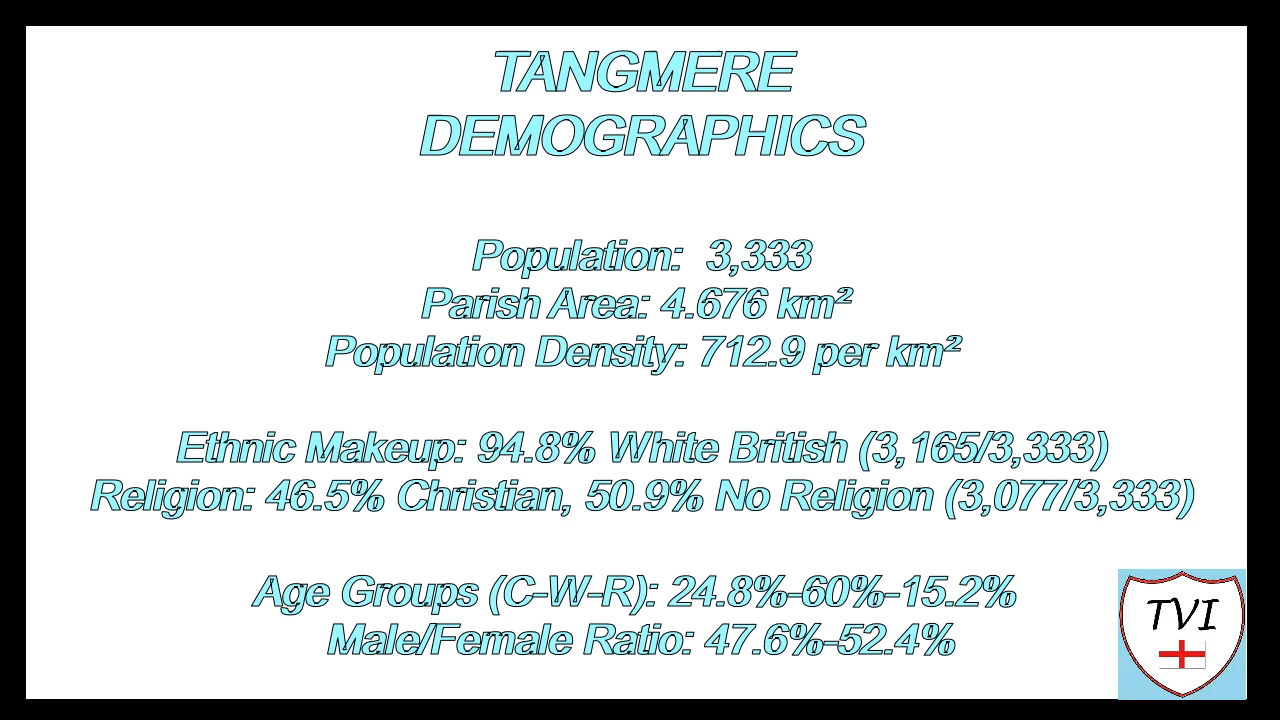 TANGMERE
DEMOGRAPHICS
Population: 3,333
Parish Area: 4.676 km²
Population Density: 712.9 per km²
Ethnic Makeup: 94.8% White British (3,165/3,333)
Religion: 46.5% Christian, 50.9% No Religion (3,077/3,333)
Age Groups (C-W-R): 24.8%-60%-15.2%
Male/Female Ratio: 47.6%-52.4%
TVI